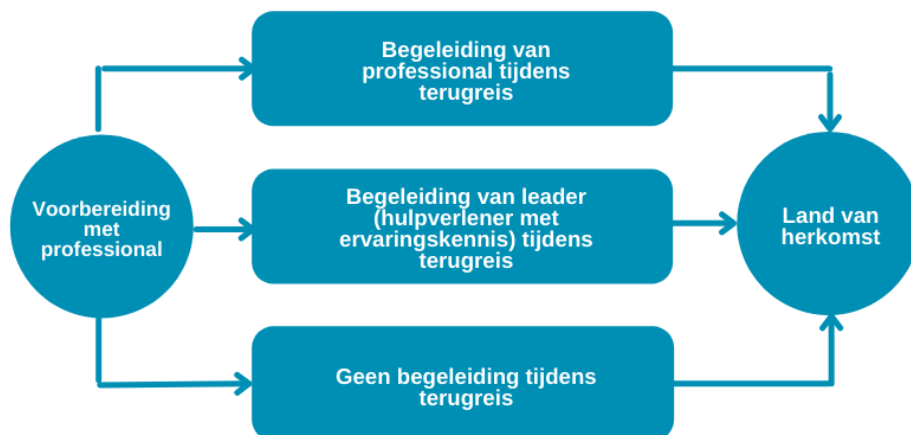 Begeleiding van
professional tijdens
terugreis
Voorbereiding
met
professional
Begeleiding van leader
(hulpverlener met
ervaringskennis) tijdens
terugreis
Land van
herkomst
Geen begeleiding tijdens
terugreis